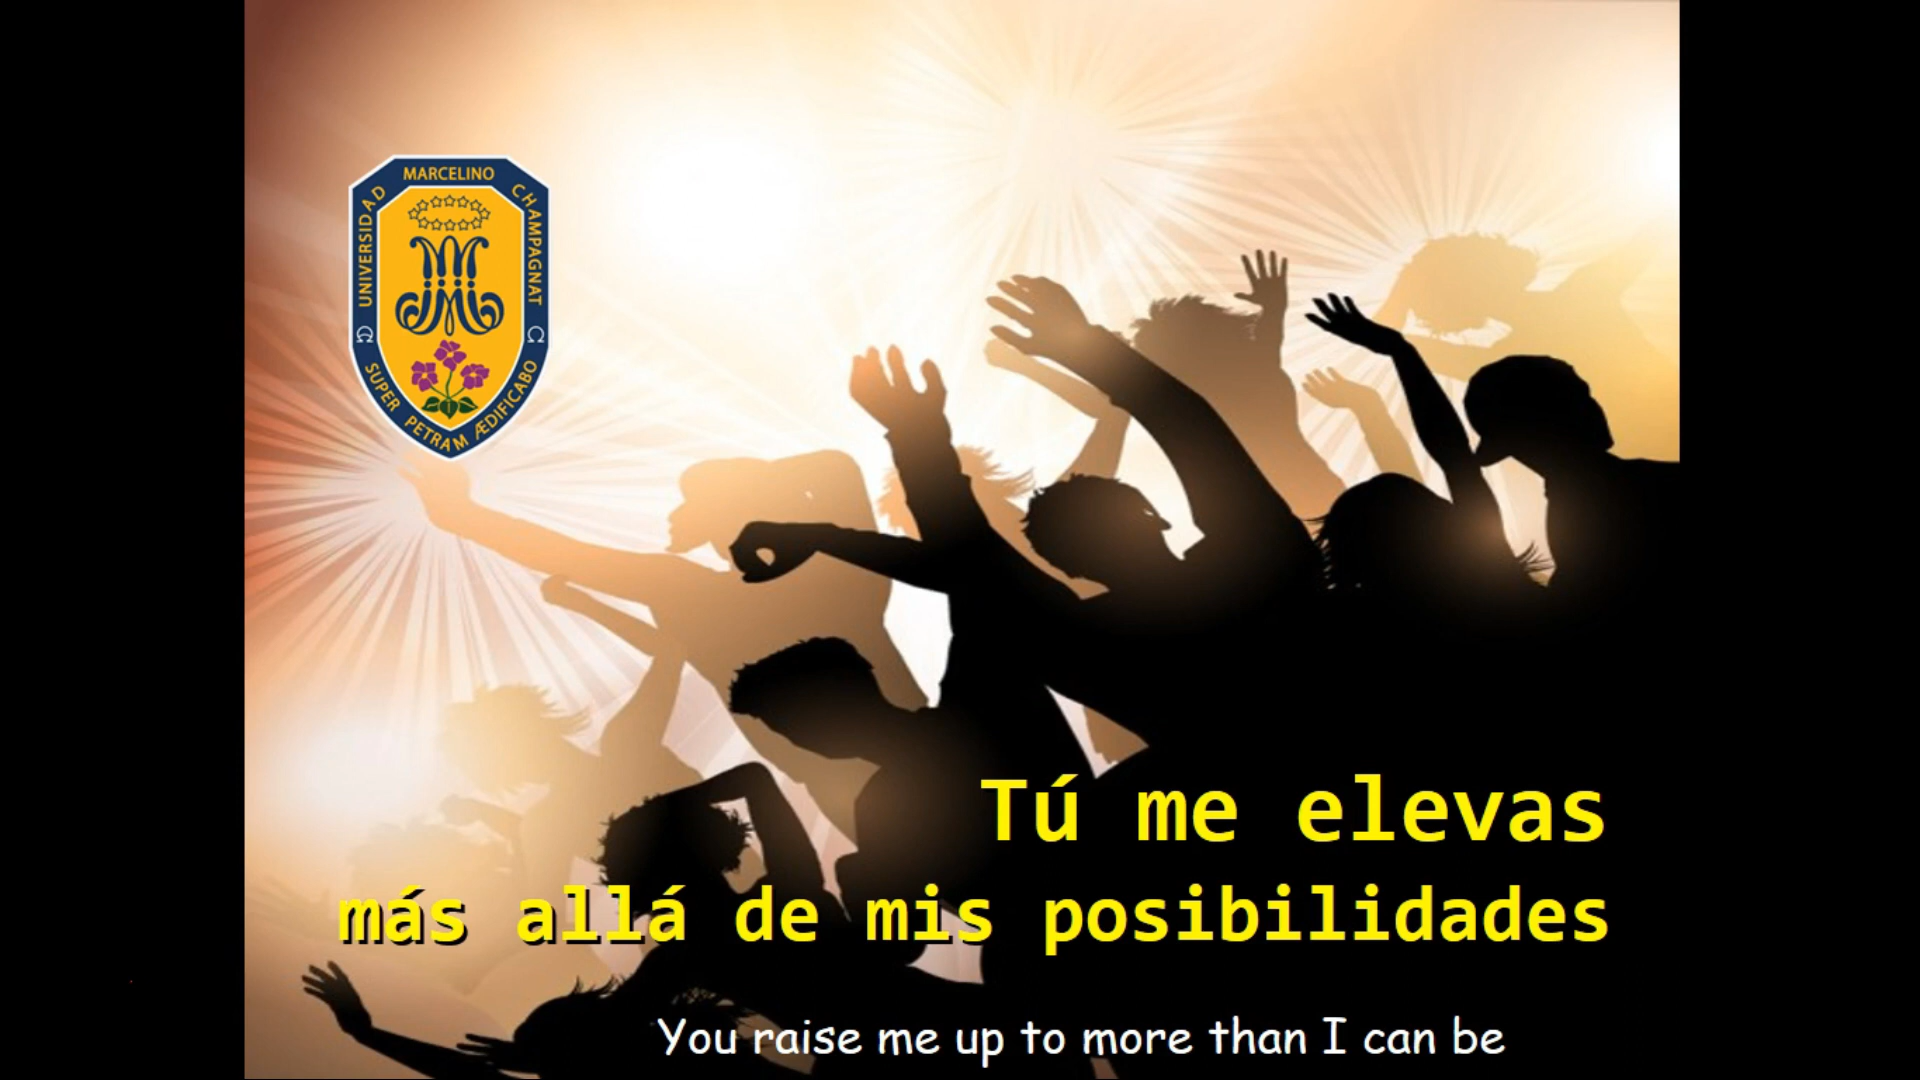 UNIVERSIDAD MARCELINO CHAMPAGNAT
SUPER PETRAM ÆDIFICABO
Tú me elevas
más allá de mis posibilidades
You raise me up to more than I can be